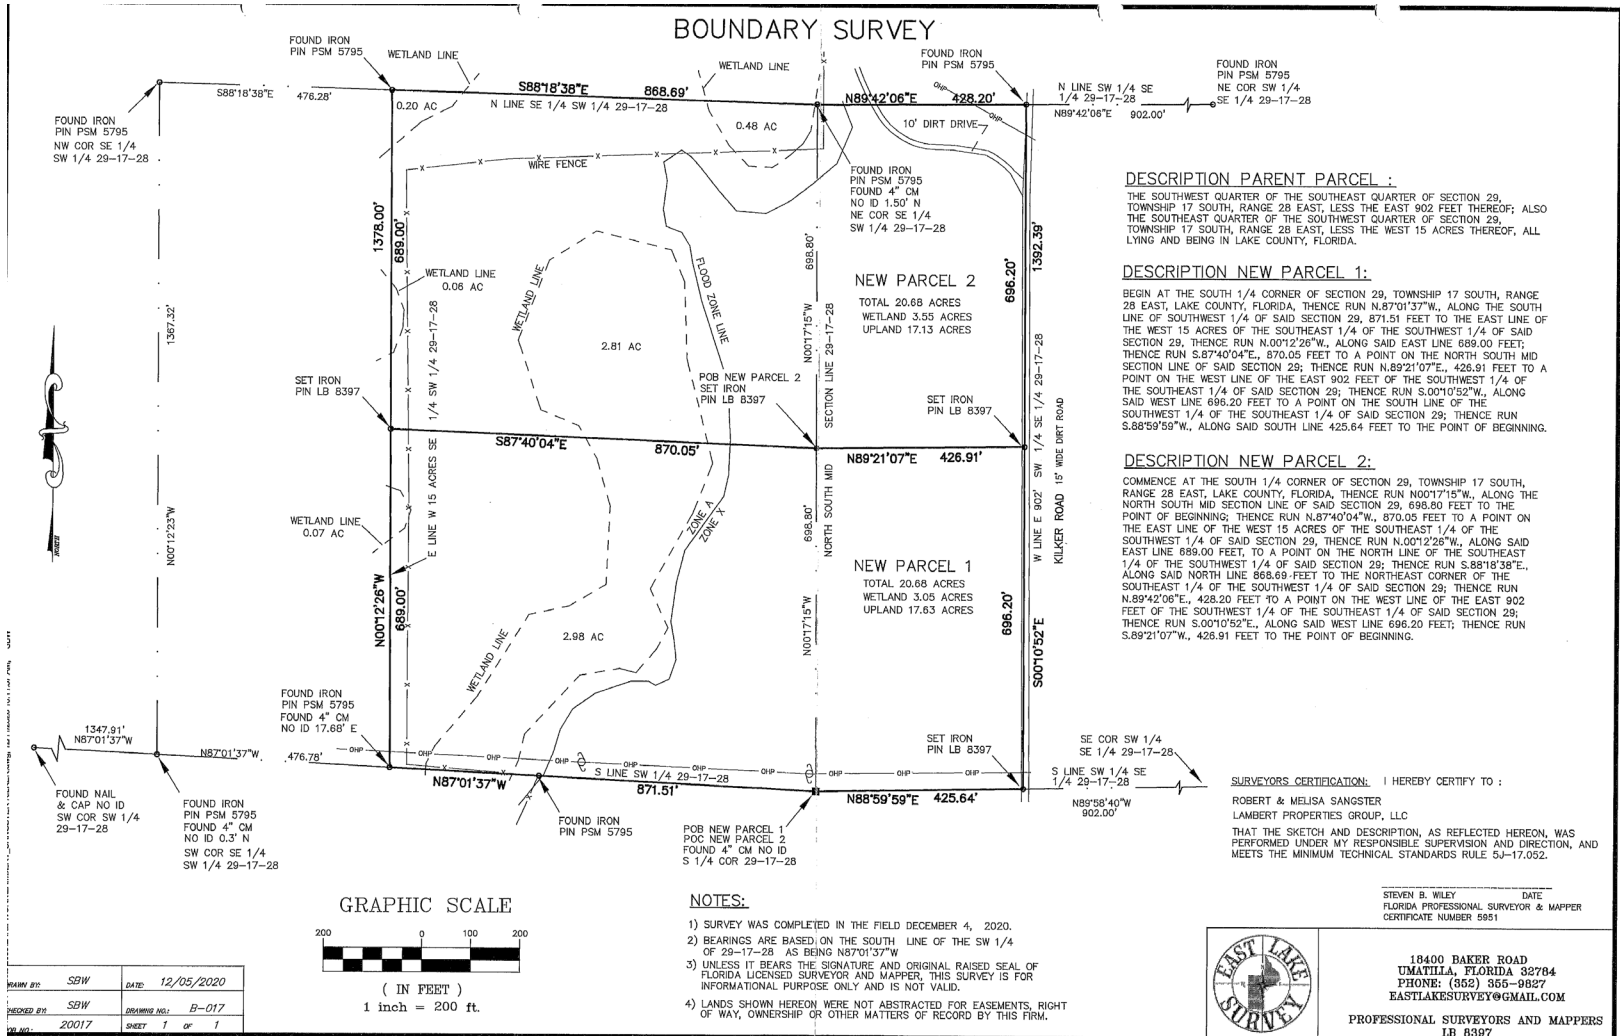 BOUNDARY SURVEY
FOUND IRON
PIN PSM 5795
WETLAND LINE
WETLAND LINE
FOUND IRON
PIN PSM 5795
FOUND IRON
PIN PSM 5795
NE COR SW 1/4
SE 1/4 29-17-28
S88°18'38"E
476.28'
S88°18'38"E
868.69'
N LINE SE 1/4 SW 1/4 29-17-28
N89°42'06"E
428.20'
N LINE SW 1/4 SE
1/4 29-17-28
N89°42'06"E
902.00'
0.20 AC
0.48 AC
OHP
OHP
10' DIRT DRIVE
FOUND IRON
PIN PSM 5795
NW COR SE 1/4
SW 1/4 29-17-28
WIRE FENCE
FOUND IRON
PIN PSM 5795
FOUND 4" CM
NO ID 1.50' N
NE COR SE 1/4
SW 1/4 29-17-28
1378.00'
689.00'
698.80'
696.20'
1392.39'
WETLAND LINE
0.06 AC
WETLAND LINE
FLOOD ZONE LINE
NEW PARCEL 2
TOTAL 20.68 ACRES
WETLAND 3.55 ACRES
UPLAND 17.13 ACRES
1367.32'
2.81 AC
N00°17'15"W
SECTION LINE 29-17-28
1/4 SW 1/4 29-17-28
SET IRON
PIN LB 8397
POB NEW PARCEL 2
SET IRON
PIN LB 8397
SET IRON
PIN LB 8397
S87°40'04"E
870.05'
N89°21'07"E
426.91'
E LINE W 15 ACRES SE
W LINE E 902' SW 1/4 SE 1/4 29-17-28
KILKER ROAD 15' WIDE DIRT ROAD
NORTH
WETLAND LINE
0.07 AC
N00°12'23"W
ZONE A
ZONE X
698.80'
NORTH SOUTH MID
NEW PARCEL 1
TOTAL 20.68 ACRES
WETLAND 3.05 ACRES
UPLAND 17.63 ACRES
N00°12'26"W
689.00'
N00°17'15"W
696.20'
S00°10'52"E
2.98 AC
WETLAND LINE
FOUND IRON
PIN PSM 5795
FOUND 4" CM
NO ID 17.68' E
1347.91'
N87°01'37"W
N87°01'37"W
476.78'
OHP OHP OHP OHP OHP OHP OHP OHP OHP
SET IRON
PIN LB 8397
SE COR SW 1/4
SE 1/4 29-17-28
S LINE SW 1/4 29-17-28
S LINE SW 1/4 SE
1/4 29-17-28
N87°01'37"W
871.51'
N88°59'59"E
425.64'
N89°58'40"W
902.00'
FOUND NAIL
& CAP NO ID
SW COR SW 1/4
29-17-28
FOUND IRON
PIN PSM 5795
FOUND 4" CM
NO ID 0.3' N
SW COR SE 1/4
SW 1/4 29-17-28
FOUND IRON
PIN PSM 5795
POB NEW PARCEL 1
POC NEW PARCEL 2
FOUND 4" CM NO ID
S 1/4 COR 29-17-28
DESCRIPTION PARENT PARCEL :
THE SOUTHWEST QUARTER OF THE SOUTHEAST QUARTER OF SECTION 29,
TOWNSHIP 17 SOUTH, RANGE 28 EAST, LESS THE EAST 902 FEET THEREOF; ALSO
THE SOUTHEAST QUARTER OF THE SOUTHWEST QUARTER OF SECTION 29,
TOWNSHIP 17 SOUTH, RANGE 28 EAST, LESS THE WEST 15 ACRES THEREOF, ALL
LYING AND BEING IN LAKE COUNTY, FLORIDA.
DESCRIPTION NEW PARCEL 1:
BEGIN AT THE SOUTH 1/4 CORNER OF SECTION 29, TOWNSHIP 17 SOUTH, RANGE
28 EAST, LAKE COUNTY, FLORIDA, THENCE RUN N.87°01'37"W., ALONG THE SOUTH
LINE OF SOUTHWEST 1/4 OF SAID SECTION 29, 871.51 FEET TO THE EAST LINE OF
THE WEST 15 ACRES OF THE SOUTHEAST 1/4 OF THE SOUTHWEST 1/4 OF SAID
SECTION 29, THENCE RUN N.00°12'26"W., ALONG SAID EAST LINE 689.00 FEET;
THENCE RUN S.87°40'04"E., 870.05 FEET TO A POINT ON THE NORTH SOUTH MID
SECTION LINE OF SAID SECTION 29; THENCE RUN N.89°21'07"E., 426.91 FEET TO A
POINT ON THE WEST LINE OF THE EAST 902 FEET OF THE SOUTHWEST 1/4 OF
THE SOUTHEAST 1/4 OF SAID SECTION 29; THENCE RUN S.00°10'52"W., ALONG
SAID WEST LINE 696.20 FEET TO A POINT ON THE SOUTH LINE OF THE
SOUTHWEST 1/4 OF THE SOUTHEAST 1/4 OF SAID SECTION 29; THENCE RUN
S.88°59'59"W., ALONG SAID SOUTH LINE 425.64 FEET TO THE POINT OF BEGINNING.
DESCRIPTION NEW PARCEL 2:
COMMENCE AT THE SOUTH 1/4 CORNER OF SECTION 29, TOWNSHIP 17 SOUTH,
RANGE 28 EAST, LAKE COUNTY, FLORIDA, THENCE RUN N00°17'15"W., ALONG THE
NORTH SOUTH MID SECTION LINE OF SAID SECTION 29, 698.80 FEET TO THE
POINT OF BEGINNING; THENCE RUN N.87°40'04"W., 870.05 FEET TO A POINT ON
THE EAST LINE OF THE WEST 15 ACRES OF THE SOUTHEAST 1/4 OF THE
SOUTHWEST 1/4 OF SAID SECTION 29, THENCE RUN N.00°12'26"W., ALONG SAID
EAST LINE 689.00 FEET, TO A POINT ON THE NORTH LINE OF THE SOUTHEAST
1/4 OF THE SOUTHWEST 1/4 OF SAID SECTION 29; THENCE RUN S.88°18'38"E.,
ALONG SAID NORTH LINE 868.69 FEET TO THE NORTHEAST CORNER OF THE
SOUTHEAST 1/4 OF THE SOUTHWEST 1/4 OF SAID SECTION 29; THENCE RUN
N.89°42'06"E., 428.20 FEET TO A POINT ON THE WEST LINE OF THE EAST 902
FEET OF THE SOUTHWEST 1/4 OF THE SOUTHEAST 1/4 OF SAID SECTION 29;
THENCE RUN S.00°10'52"E., ALONG SAID WEST LINE 696.20 FEET; THENCE RUN
S.89°21'07"W., 426.91 FEET TO THE POINT OF BEGINNING.
SURVEYORS CERTIFICATION: I HEREBY CERTIFY TO :
ROBERT & MELISA SANGSTER
LAMBERT PROPERTIES GROUP, LLC
THAT THE SKETCH AND DESCRIPTION, AS REFLECTED HEREON, WAS
PERFORMED UNDER MY RESPONSIBLE SUPERVISION AND DIRECTION, AND
MEETS THE MINIMUM TECHNICAL STANDARDS RULE 5J-17.052.
STEVEN B. WILEY DATE
FLORIDA PROFESSIONAL SURVEYOR & MAPPER
CERTIFICATE NUMBER 5951
GRAPHIC SCALE
200 0 100 200
( IN FEET )
1 inch = 200 ft.
NOTES:
1) SURVEY WAS COMPLETED IN THE FIELD DECEMBER 4, 2020.
2) BEARINGS ARE BASED ON THE SOUTH LINE OF THE SW 1/4
OF 29-17-28 AS BEING N87°01'37"W
3) UNLESS IT BEARS THE SIGNATURE AND ORIGINAL RAISED SEAL OF
FLORIDA LICENSED SURVEYOR AND MAPPER, THIS SURVEY IS FOR
INFORMATIONAL PURPOSE ONLY AND IS NOT VALID.
4) LANDS SHOWN HEREON WERE NOT ABSTRACTED FOR EASEMENTS, RIGHT
OF WAY, OWNERSHIP OR OTHER MATTERS OF RECORD BY THIS FIRM.
RAWN BY: SBW DATE: 12/05/2020
HECKED BY: SBW DRAWING NO.: B-017
OB NO.: 20017 SHEET 1 OF 1
EAST LAKE
SURVEY
18400 BAKER ROAD
UMATILLA, FLORIDA 32784
PHONE: (352) 355-9827
EASTLAKESURVEY@GMAIL.COM
PROFESSIONAL SURVEYORS AND MAPPERS
LB 8397